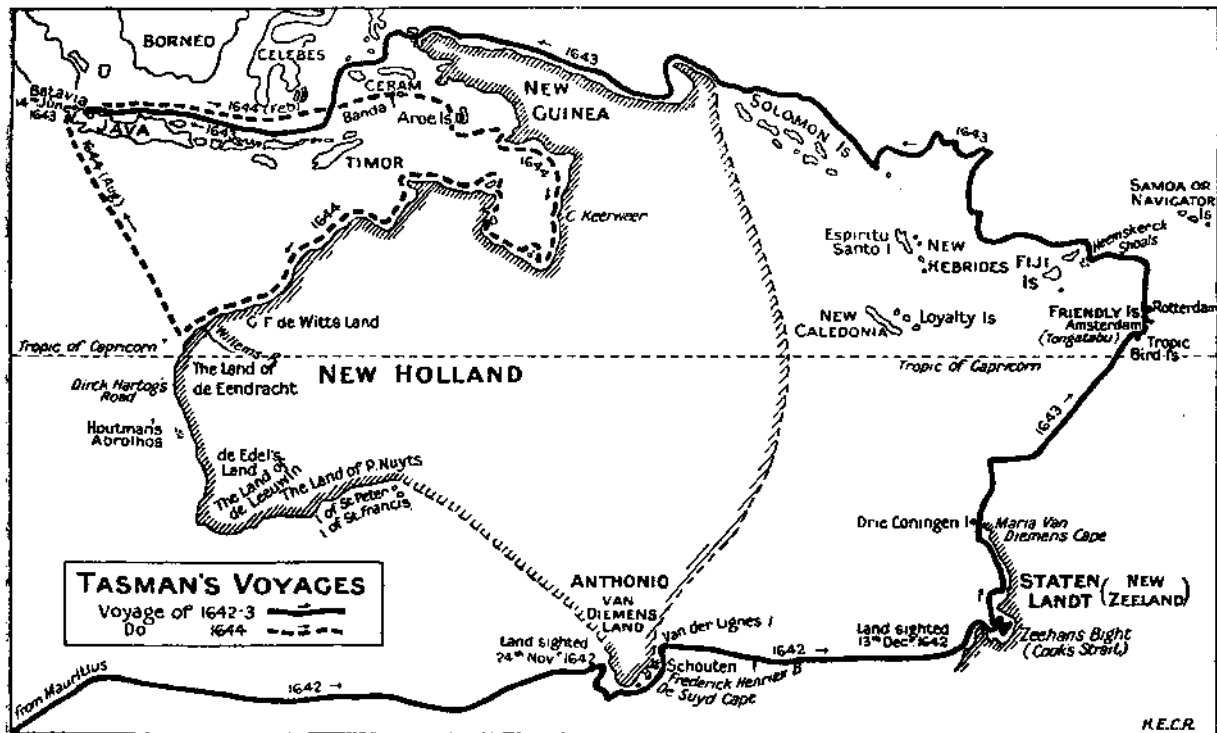 BORNEO
CELEBES
Batavia
14th Jun.
1643
JAVA
1644 (Feb)
1643
CERAM
Banda
Aroe Is
TIMOR
1643
NEW
GUINEA
1644
C Keerweer
SOLOMON Is
1643
SAMOA OR
NAVIGATOR
Is
Heemskerck
Shoals
Espiritu
Santo I
NEW
HEBRIDES
FIJI
Is
1644 (Aug)
1644
G F de Witts Land
Willems R
NEW
CALEDONIA
Loyalty Is
FRIENDLY Is
Amsterdam
(Tongatabu)
Rotterdam
Tropic
Bird Is
Tropic of Capricorn
Tropic of Capricorn
The Land of
de Eendracht
NEW HOLLAND
Dirck Hartog's
Road
Houtman's
Abrolhos
1643
de Edel's
Land
The Land of
de Leeuwin
The Land of P. Nuyts
I of St. Peter
I of St. Francis
Drie Coningen I
Maria Van
Diemens Cape
STATEN
LANDT
(NEW
ZEELAND)
Zeehans Bight
(Cooks Strait)
TASMAN'S VOYAGES
Voyage of 1642-3
Do 1644
ANTHONIO
VAN
DIEMENS
LAND
Land sighted
24th Nov 1642
Van der Lignes I
Land sighted
13th Dec. 1642
1642
Schouten I
Frederick Henrick B
De Suyd Cape
from Mauritius
1642
H.E.C.R.